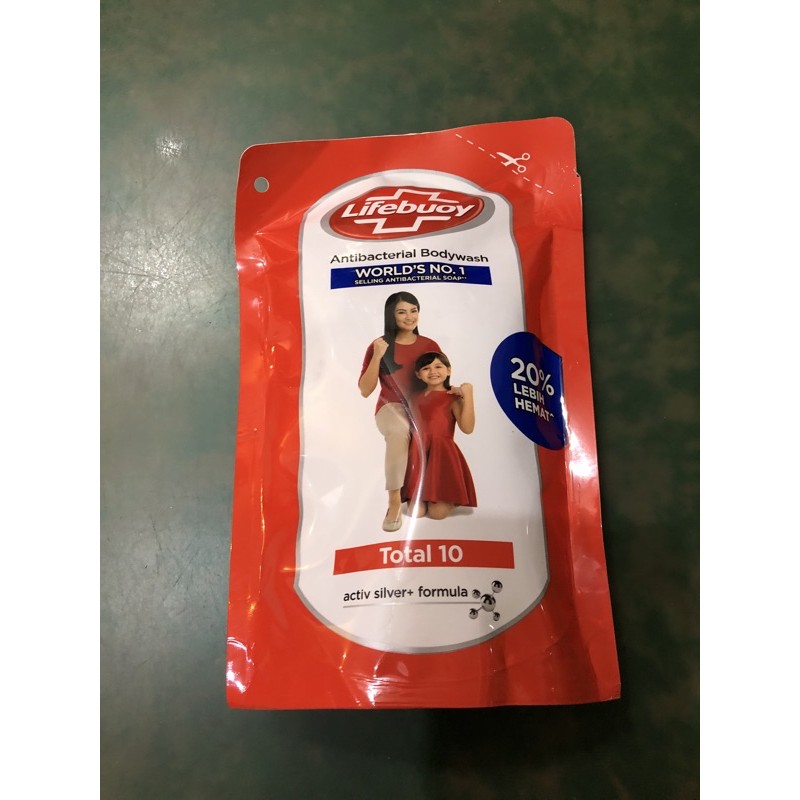 Lifebuoy
Antibacterial Bodywash
WORLD'S NO. 1
SELLING ANTIBACTERIAL SOAP**
20%
LEBIH
HEMAT
Total 10
activ silver+ formula